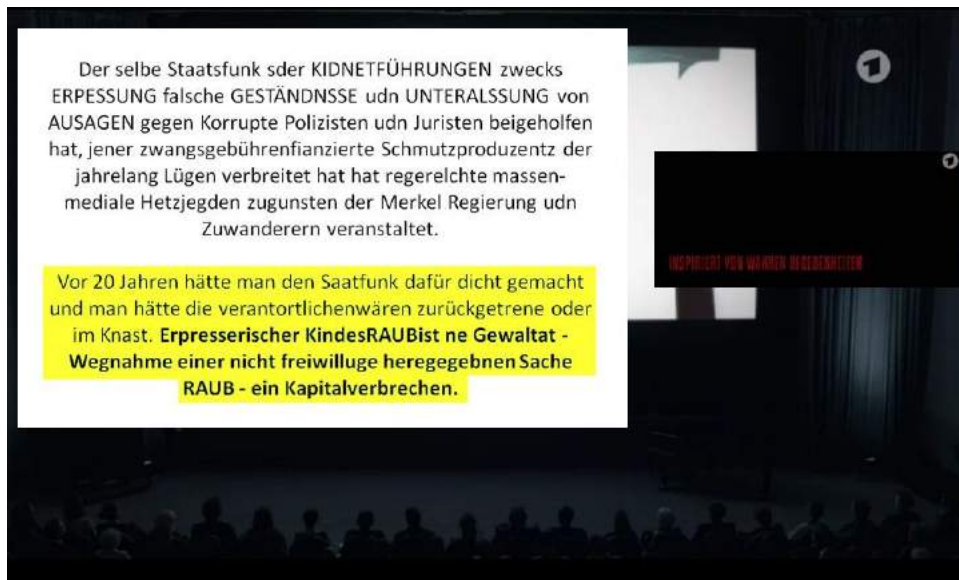 Der selbe Staatsfunk sder KIDNETFÜHRUNGEN zwecks
ERPESSUNG falsche GESTÄNDNSSE udn UNTERALSSUNG von
AUSAGEN gegen Korrupte Polizisten udn Juristen beigeholfen
hat, jener zwangsgebührenfianzierte Schmutzproduzentz der
jahrelang Lügen verbreitet hat hat regerelchte massen-
mediale Hetzjegden zugunsten der Merkel Regierung udn
Zuwanderern veranstaltet.
Vor 20 Jahren hätte man den Saatfunk dafür dicht gemacht
und man hätte die verantortlichenwären zurückgetrene oder
im Knast. Erpresserischer KindesRAUBist ne Gewaltat -
Wegnahme einer nicht freiwilluge heregegebnen Sache
RAUB - ein Kapitalverbrechen.
1
INSPIRIERT VON WAHREN BEGEBENHEITEN